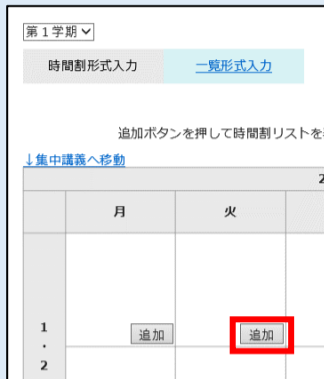 第1学期
時間割形式入力 一覧形式入力
追加ボタンを押して時間割リストを
↓集中講義へ移動
2
月 火
1
・
2
追加 追加